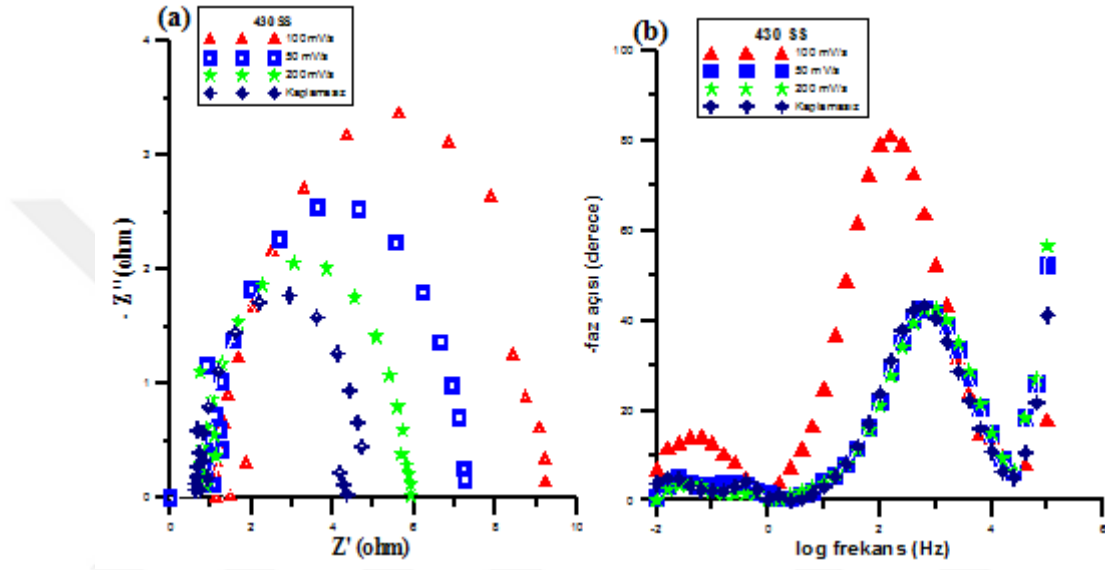 (a)
430 SS
100 mV/s
50 mV/s
200 mV/s
Kaplamasız
4
3
2
1
0
0 2 4 6 8 10
- Z''(ohm)
Z' (ohm)
(b)
430 SS
100 mV/s
50 mV/s
200 mV/s
Kaplamasız
100
80
60
40
20
0
-2 -1 0 1 2 4 6
-faz açısı (derece)
log frekans (Hz)